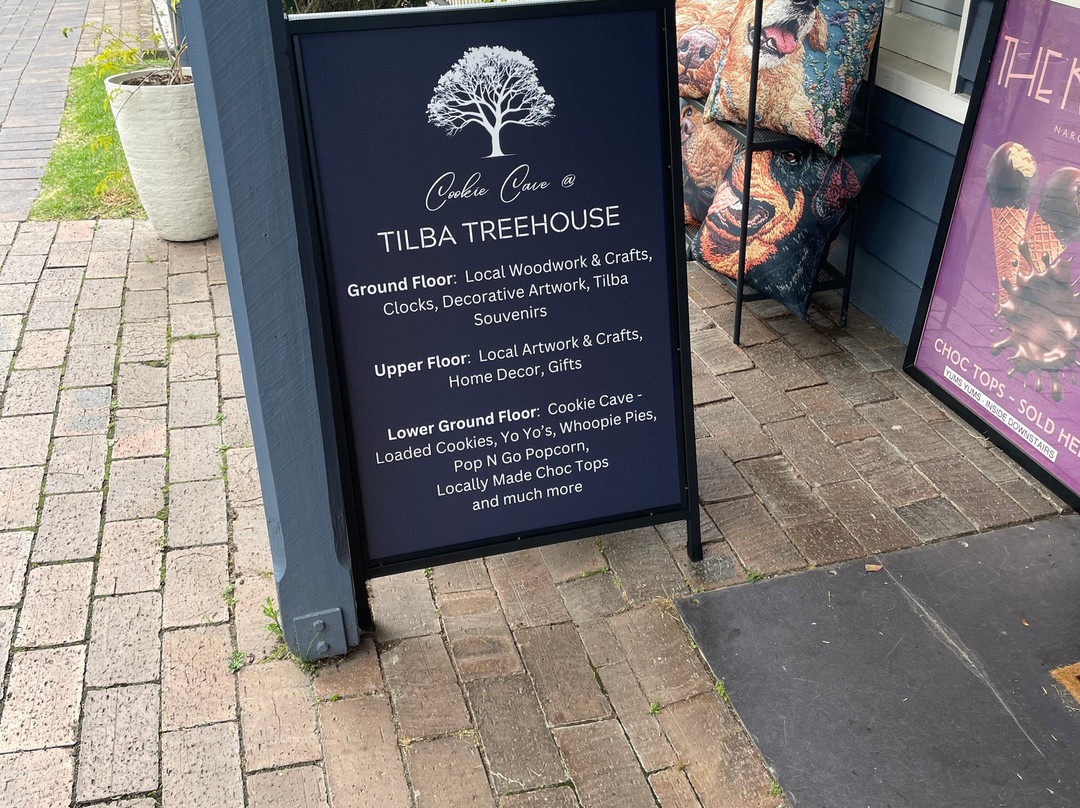 Cookie Cave @
TILBA TREEHOUSE
Ground Floor: Local Woodwork & Crafts,
Clocks, Decorative Artwork, Tilba
Souvenirs
Upper Floor: Local Artwork & Crafts,
Home Decor, Gifts
Lower Ground Floor: Cookie Cave -
Loaded Cookies, Yo Yo's, Whoopie Pies,
Pop N Go Popcorn,
Locally Made Choc Tops
and much more
THE
CHOC TOPS - SOLD HE
YUMS YUMS - INSIDE DOWNSTAIRS